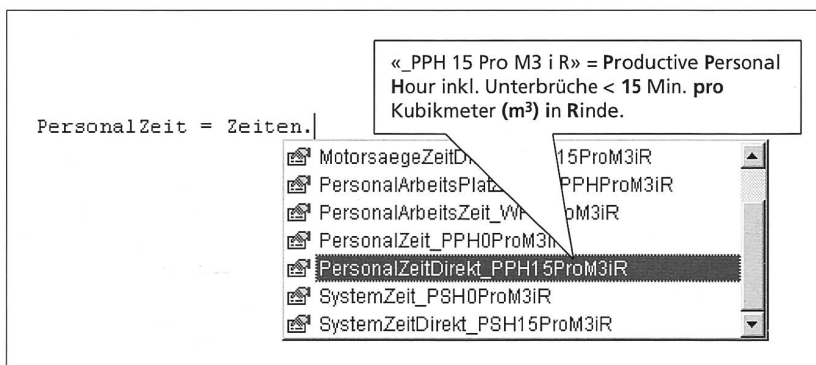 «_PPH 15 Pro M3 i R» = Productive Personal
Hour inkl. Unterbrüche < 15 Min. pro
Kubikmeter (m³) in Rinde.
PersonalZeit = Zeiten.
MotorsaegeZeitD 15ProM3iR
PersonalArbeitsPlatz PPHProM3iR
PersonalArbeitsZeit_W oM3iR
PersonalZeit_PPH0ProM3i
PersonalZeitDirekt_PPH15ProM3iR
SystemZeit_PSH0ProM3iR
SystemZeitDirekt_PSH15ProM3iR